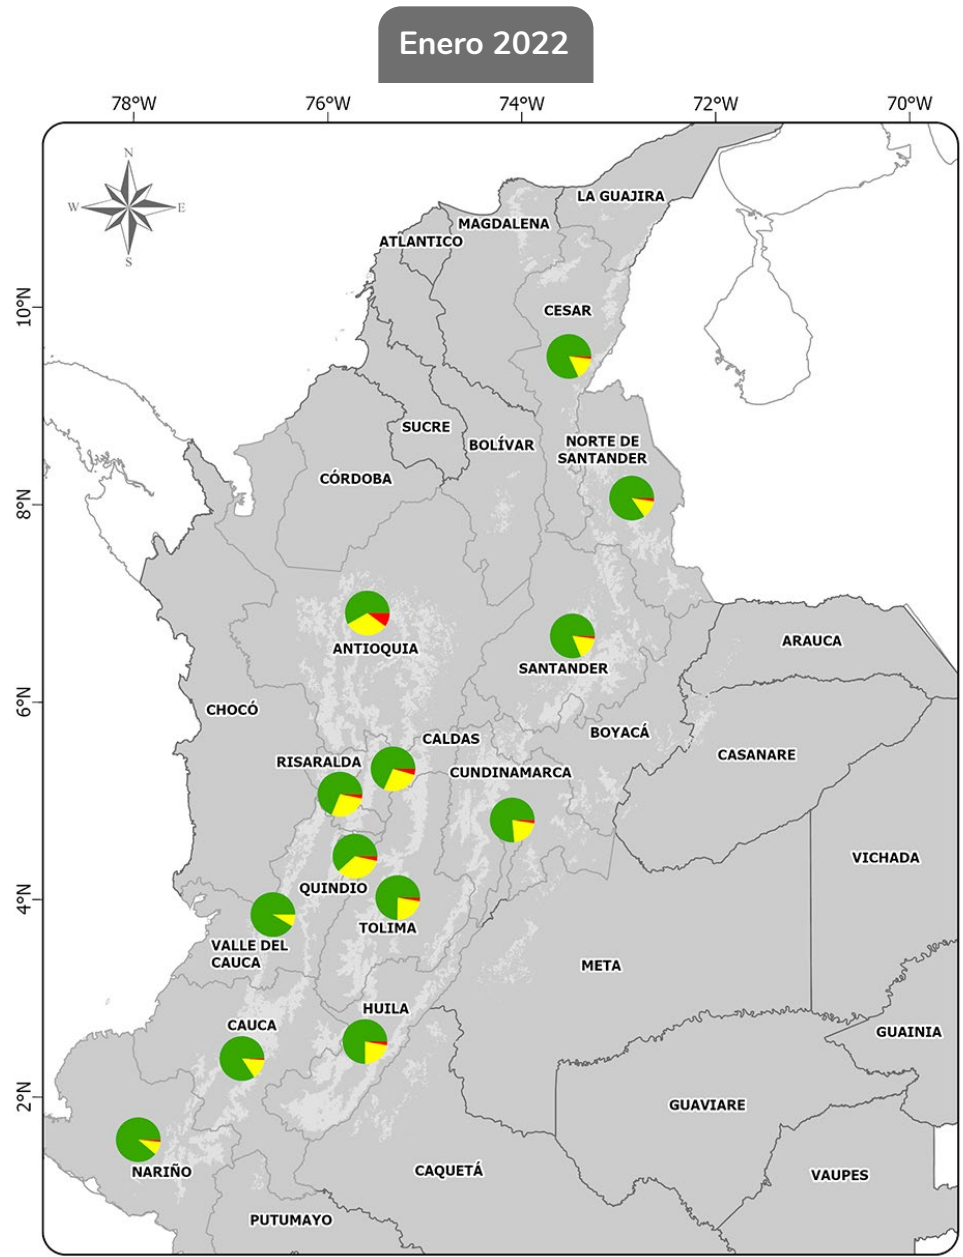 Enero 2022
78°W
76°W
74°W
72°W
70°W
N
W
E
S
LA GUAJIRA
MAGDALENA
ATLANTICO
10°N
CESAR
SUCRE
BOLÍVAR
NORTE DE
SANTANDER
CÓRDOBA
8°N
ANTIOQUIA
ARAUCA
SANTANDER
6°N
CHOCÓ
BOYACÁ
CALDAS
CASANARE
RISARALDA
CUNDINAMARCA
VICHADA
QUINDIO
4°N
TOLIMA
VALLE DEL
CAUCA
META
HUILA
CAUCA
GUAINIA
2°N
GUAVIARE
NARIÑO
CAQUETÁ
VAUPES
PUTUMAYO